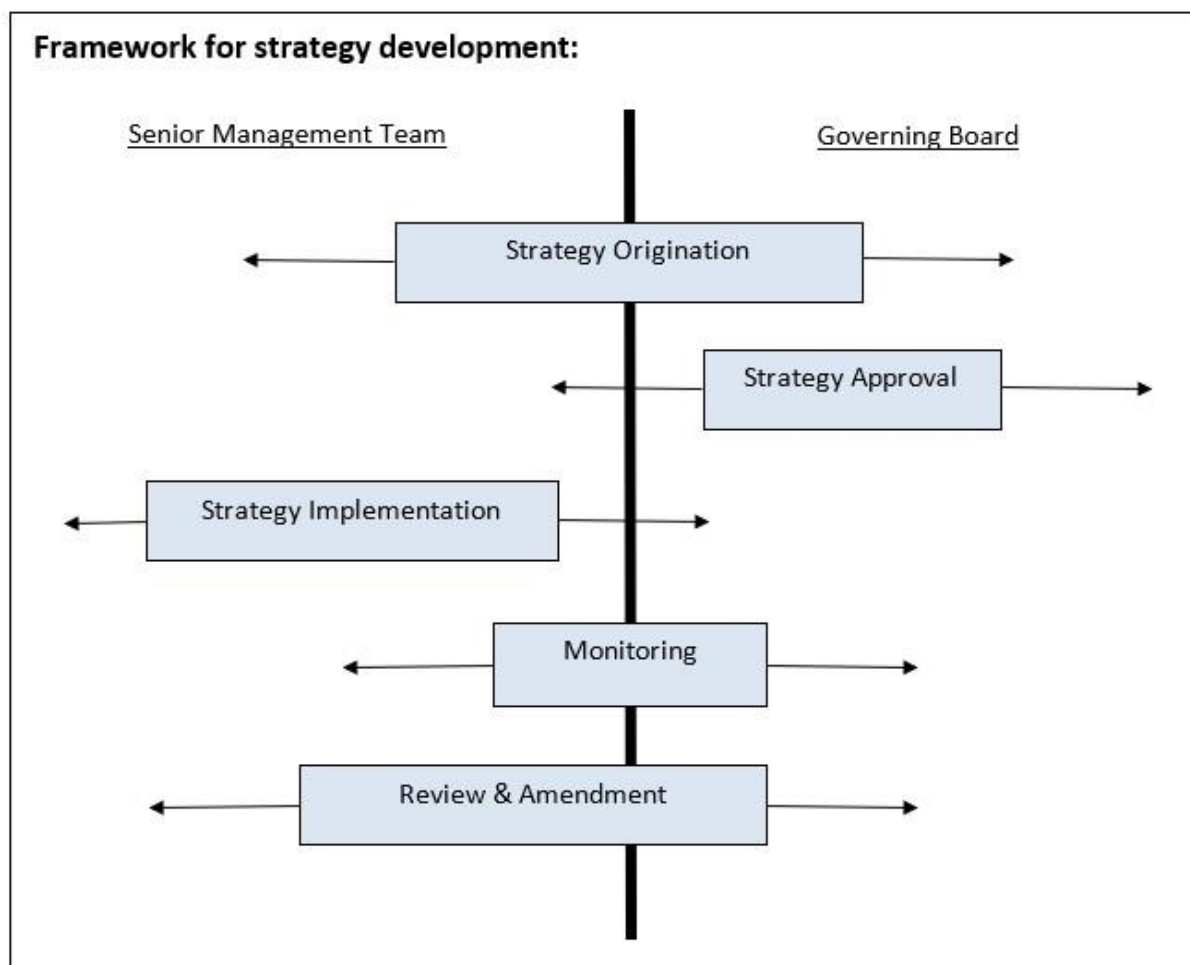 Framework for strategy development:
Senior Management Team
Governing Board
Strategy Origination
Strategy Approval
Strategy Implementation
Monitoring
Review & Amendment